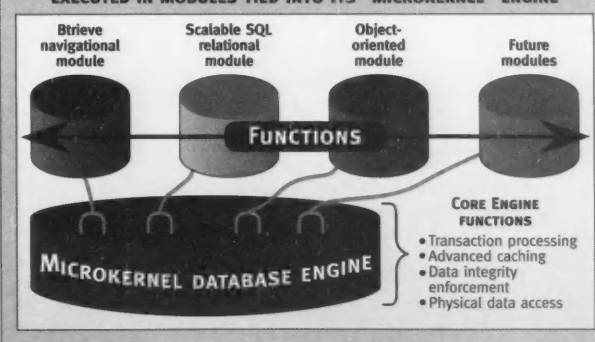 EXECUTED IN MODULES TIED INTO ITS "MICROKERNEL" ENGINE
Btrieve
navigational
module
Scalable SQL
relational
module
Object-
oriented
module
Future
modules
FUNCTIONS
MICROKERNEL DATABASE ENGINE
CORE ENGINE
FUNCTIONS
• Transaction processing
• Advanced caching
• Data integrity
enforcement
• Physical data access